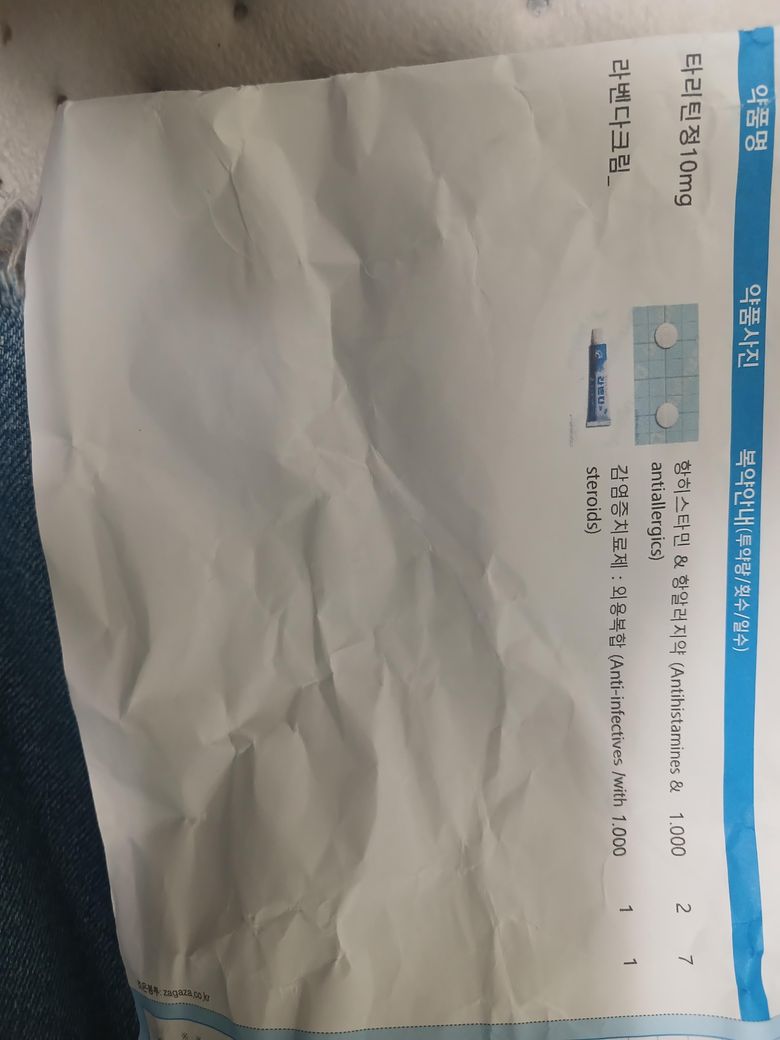 약품명 약품사진 복약안내(투약량/횟수/일수)
타리틴정10mg 항히스타민 & 항알러지약 (Antihistamines & 1.000 2 7
antiallergics)
라벤다크림_ 감염증치료제 : 외용복합 (Anti-infectives /with 1.000 1 1
steroids)
zagaza.co.kr